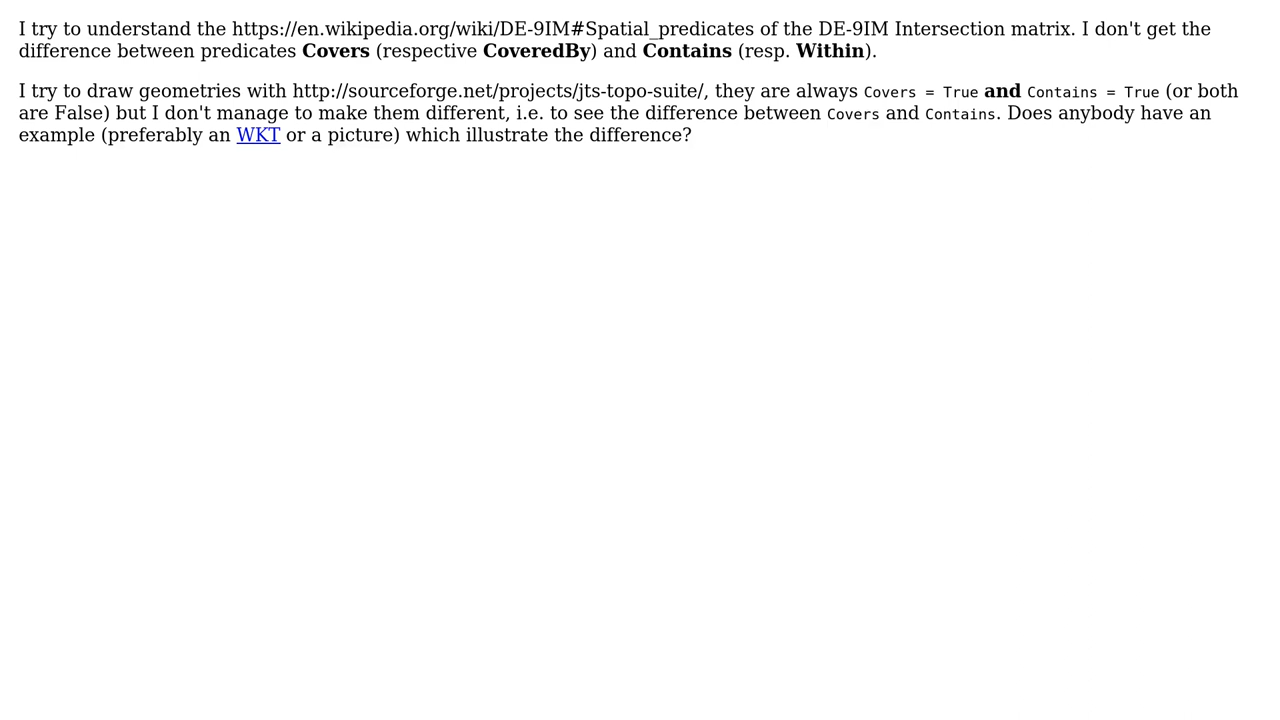 I try to understand the https://en.wikipedia.org/wiki/DE-9IM#Spatial_predicates of the DE-9IM Intersection matrix. I don't get the
difference between predicates Covers (respective CoveredBy) and Contains (resp. Within).
I try to draw geometries with http://sourceforge.net/projects/jts-topo-suite/, they are always Covers = True and Contains = True (or both
are False) but I don't manage to make them different, i.e. to see the difference between Covers and Contains. Does anybody have an
example (preferably an WKT or a picture) which illustrate the difference?